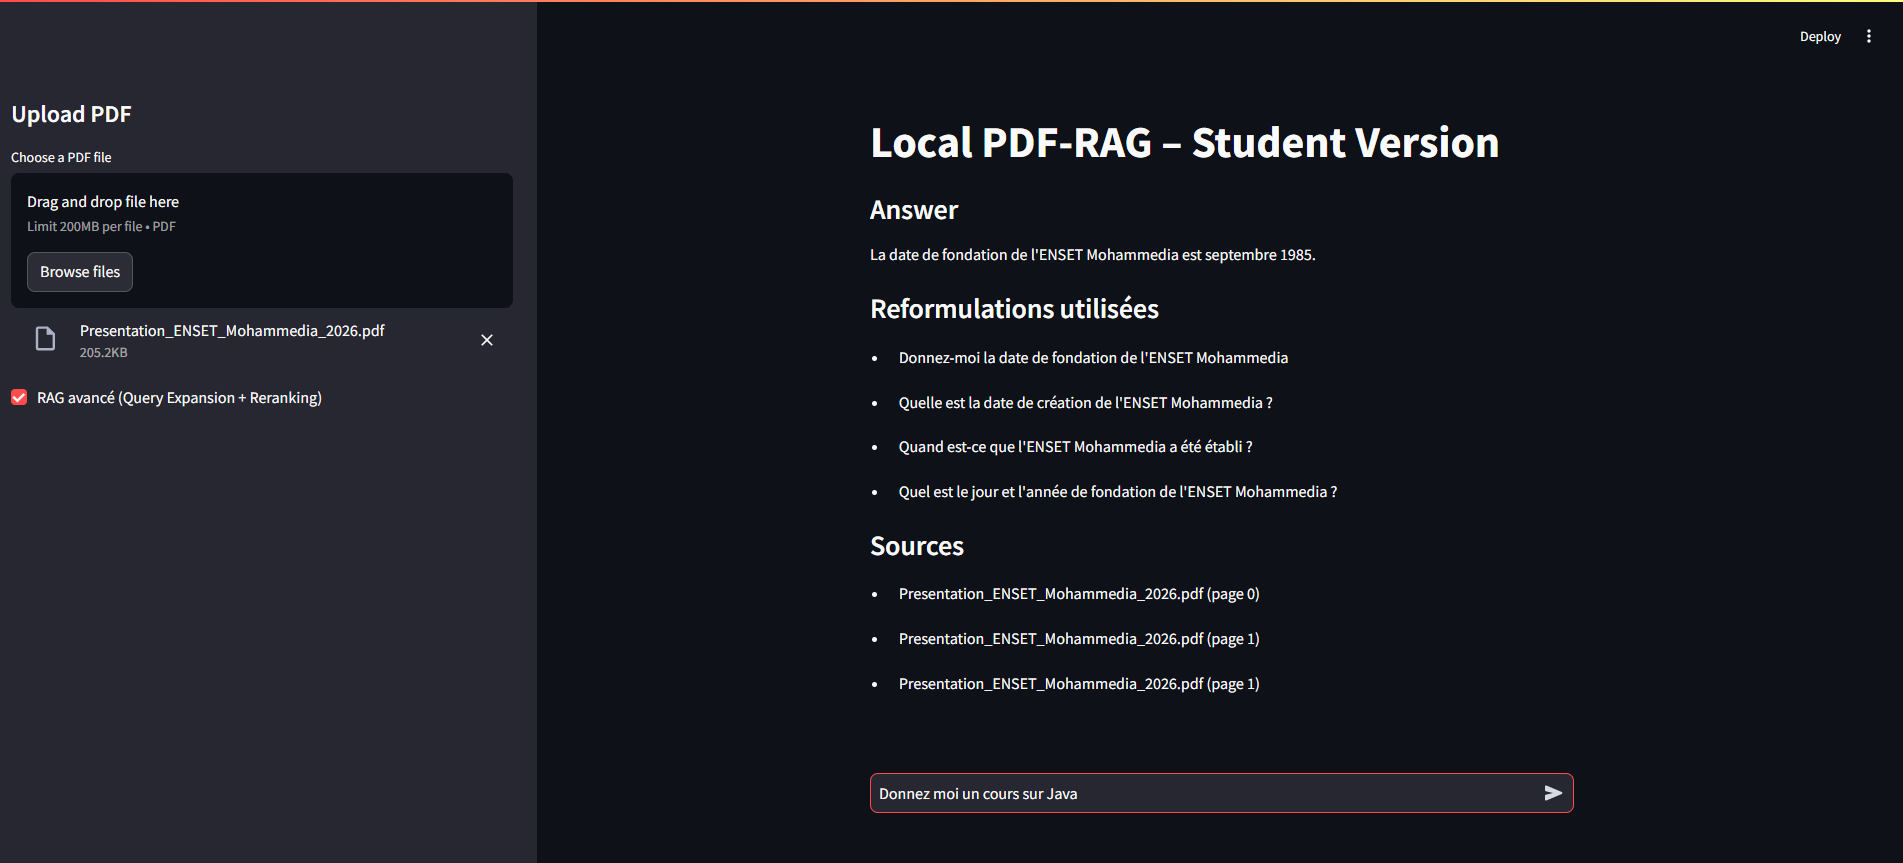 Deploy
Upload PDF
Choose a PDF file
Drag and drop file here
Limit 200MB per file • PDF
Browse files
Presentation_ENSET_Mohammedia_2026.pdf
205.2KB
RAG avancé (Query Expansion + Reranking)
Local PDF-RAG – Student Version
Answer
La date de fondation de l'ENSET Mohammedia est septembre 1985.
Reformulations utilisées
• Donnez-moi la date de fondation de l'ENSET Mohammedia
• Quelle est la date de création de l'ENSET Mohammedia ?
• Quand est-ce que l'ENSET Mohammedia a été établi ?
• Quel est le jour et l'année de fondation de l'ENSET Mohammedia ?
Sources
• Presentation_ENSET_Mohammedia_2026.pdf (page 0)
• Presentation_ENSET_Mohammedia_2026.pdf (page 1)
• Presentation_ENSET_Mohammedia_2026.pdf (page 1)
Donnez moi un cours sur Java